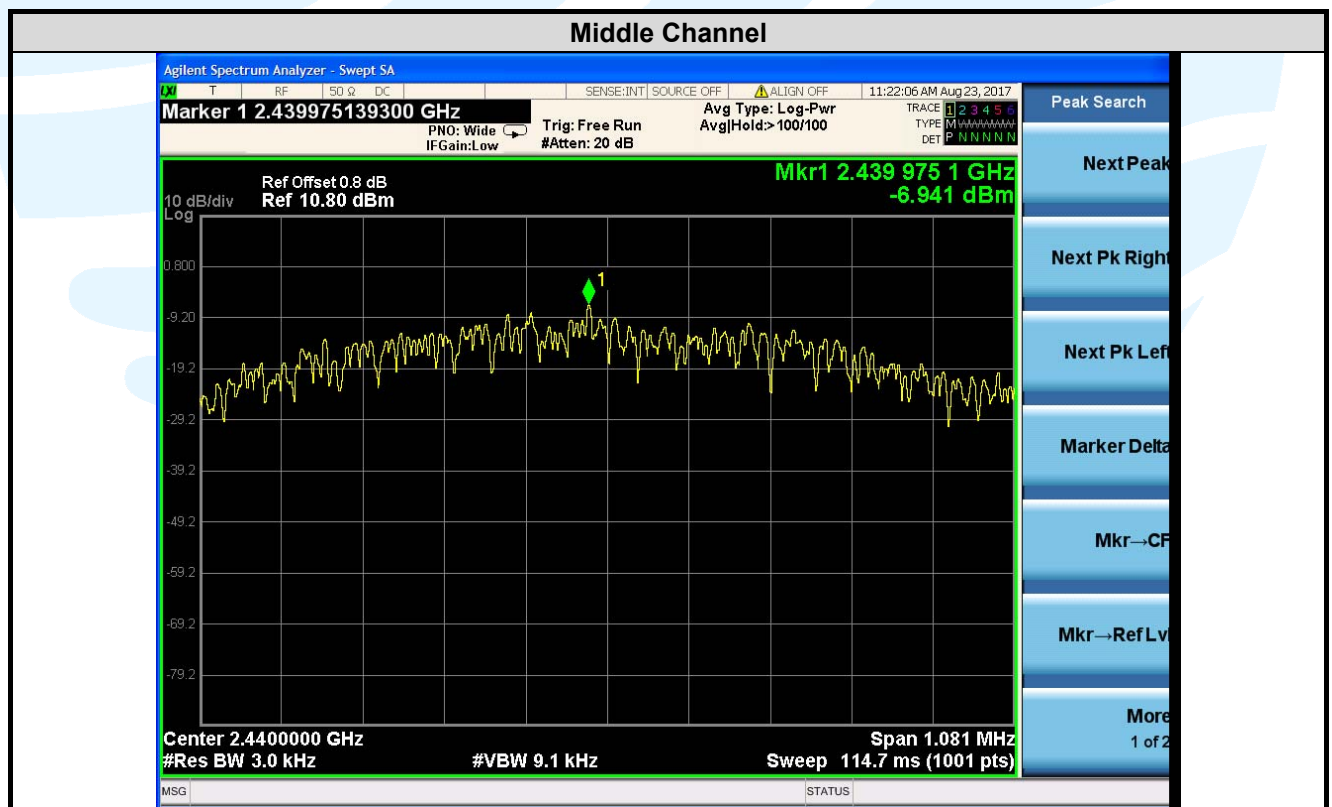 Middle Channel
Agilent Spectrum Analyzer - Swept SA
LXI T RF 50 Ω DC SENSE:INT SOURCE OFF ALIGN OFF 11:22:06 AM Aug 23, 2017
Marker 1 2.439975139300 GHz
PNO: Wide
IFGain:Low
Trig: Free Run
#Atten: 20 dB
Avg Type: Log-Pwr
Avg|Hold:>100/100
TRACE 1 2 3 4 5 6
TYPE M
DET P N N N N N
Peak Search
Next Peak
Next Pk Right
Next Pk Left
Marker Delta
Mkr→CF
Mkr→Ref Lvl
More
1 of 2
Mkr1 2.439 975 1 GHz
-6.941 dBm
Ref Offset 0.8 dB
10 dB/div Ref 10.80 dBm
Log
1
0.800
-9.20
-19.2
-29.2
-39.2
-49.2
-59.2
-69.2
-79.2
Center 2.4400000 GHz Span 1.081 MHz
#Res BW 3.0 kHz #VBW 9.1 kHz Sweep 114.7 ms (1001 pts)
MSG STATUS